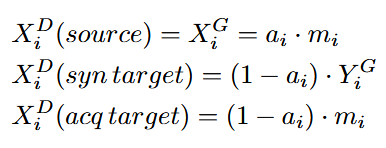 X_i^D(source) = X_i^G = a_i · m_i
X_i^D(syn target) = (1 − a_i) · Y_i^G
X_i^D(acq target) = (1 − a_i) · m_i